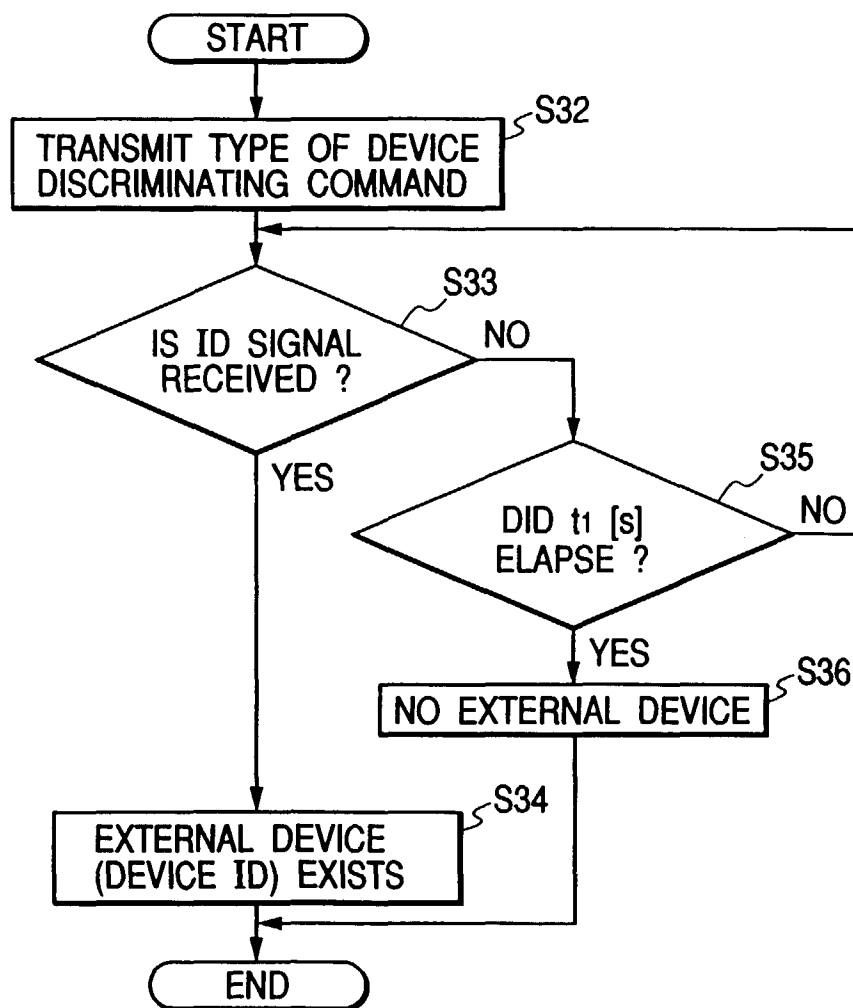 START
S32
TRANSMIT TYPE OF DEVICE
DISCRIMINATING COMMAND
S33
IS ID SIGNAL
RECEIVED ?
NO
YES
S35
DID t1 [s]
ELAPSE ?
NO
YES
S36
NO EXTERNAL DEVICE
S34
EXTERNAL DEVICE
(DEVICE ID) EXISTS
END